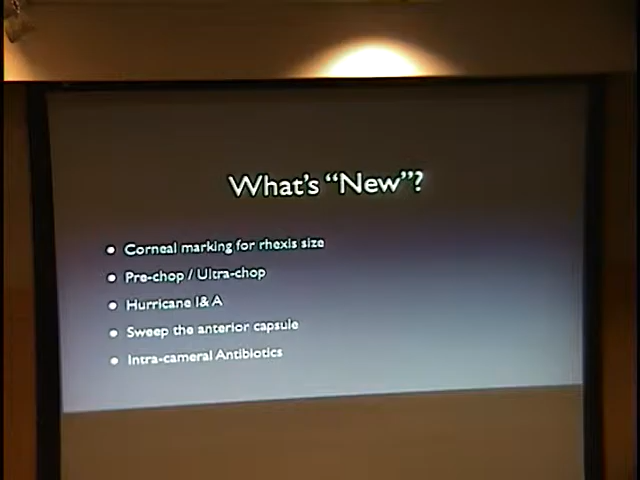 What's “New”?
• Corneal marking for rhexis size
• Pre-chop / Ultra-chop
• Hurricane I& A
• Sweep the anterior capsule
• Intra-cameral Antibiotics